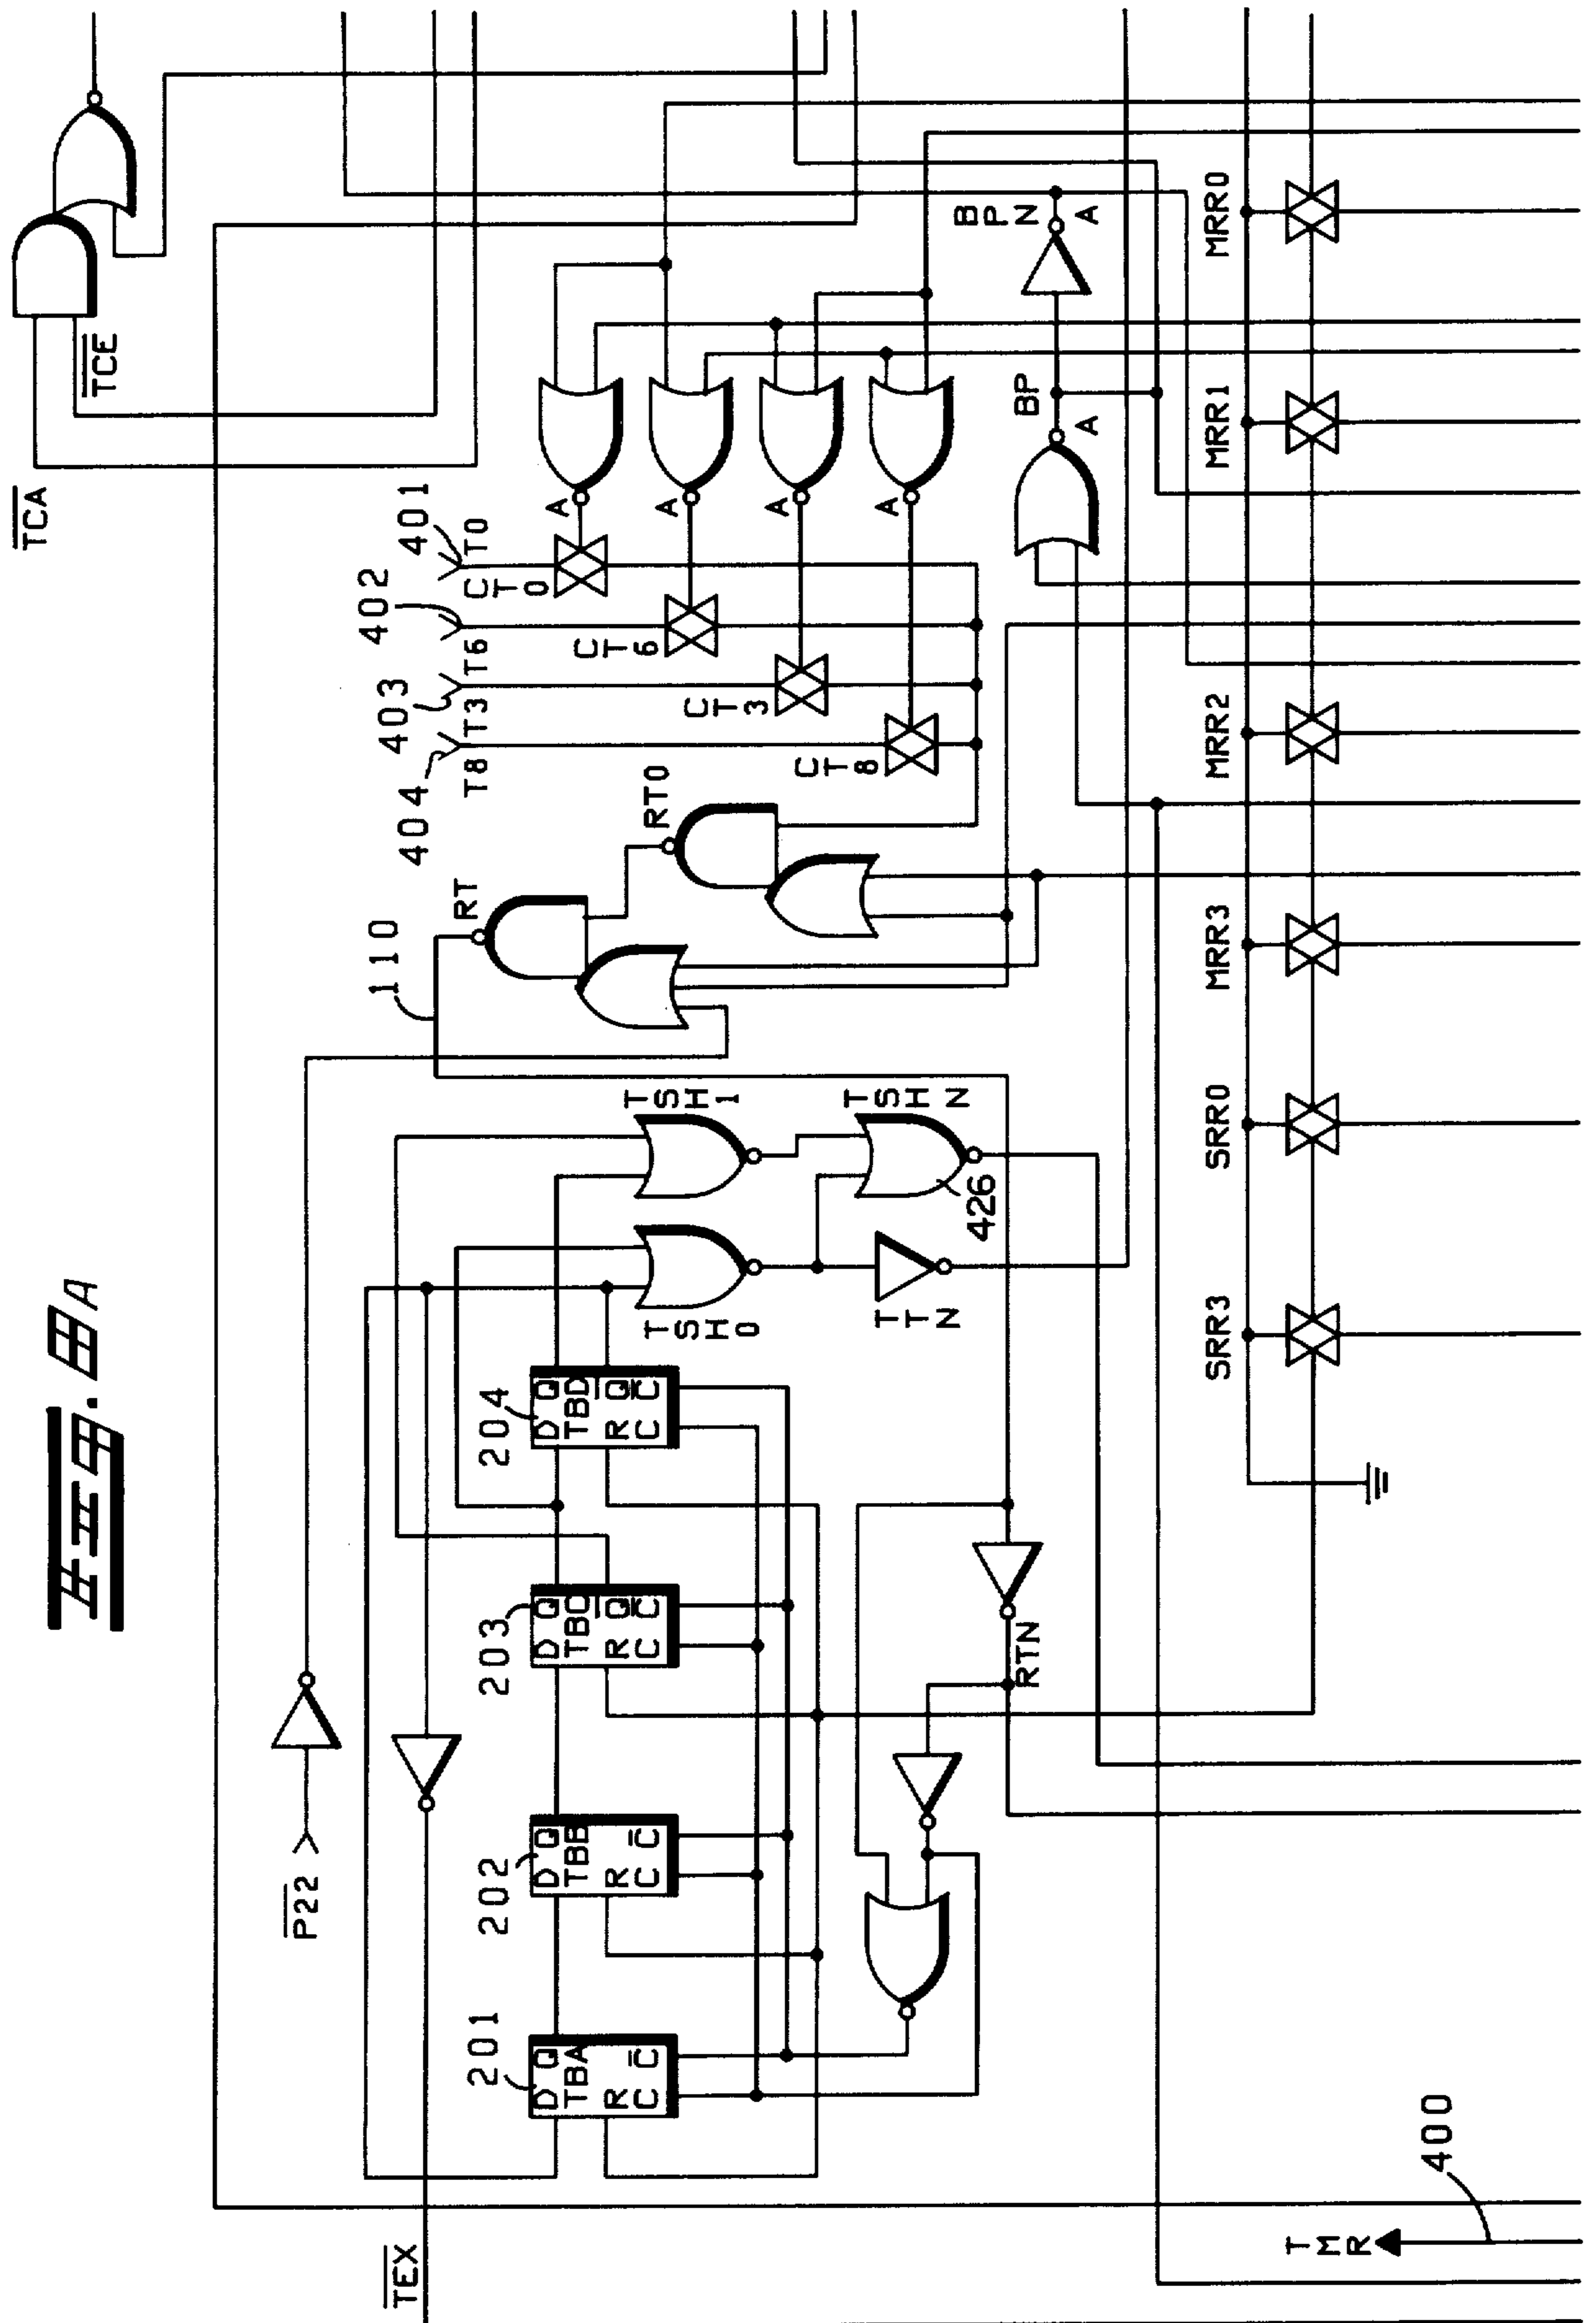 Fig. 8A
TCA
TCE
401
T0
CT0
402
T6
CT6
403
T3
CT3
404
T8
CT8
A
A
A
A
BP
A
BPN
A
RT0
RT
110
TSH1
TSHN
426
TSH0
TTN
204
D Q
TBD
R Q
C C
203
D Q
TBC
R Q
C C
202
D Q
TBB
R
C C
201
D Q
TBA
R
C C
P22
TEX
RTN
MRR0
MRR1
MRR2
MRR3
SRR0
SRR3
TMR
400